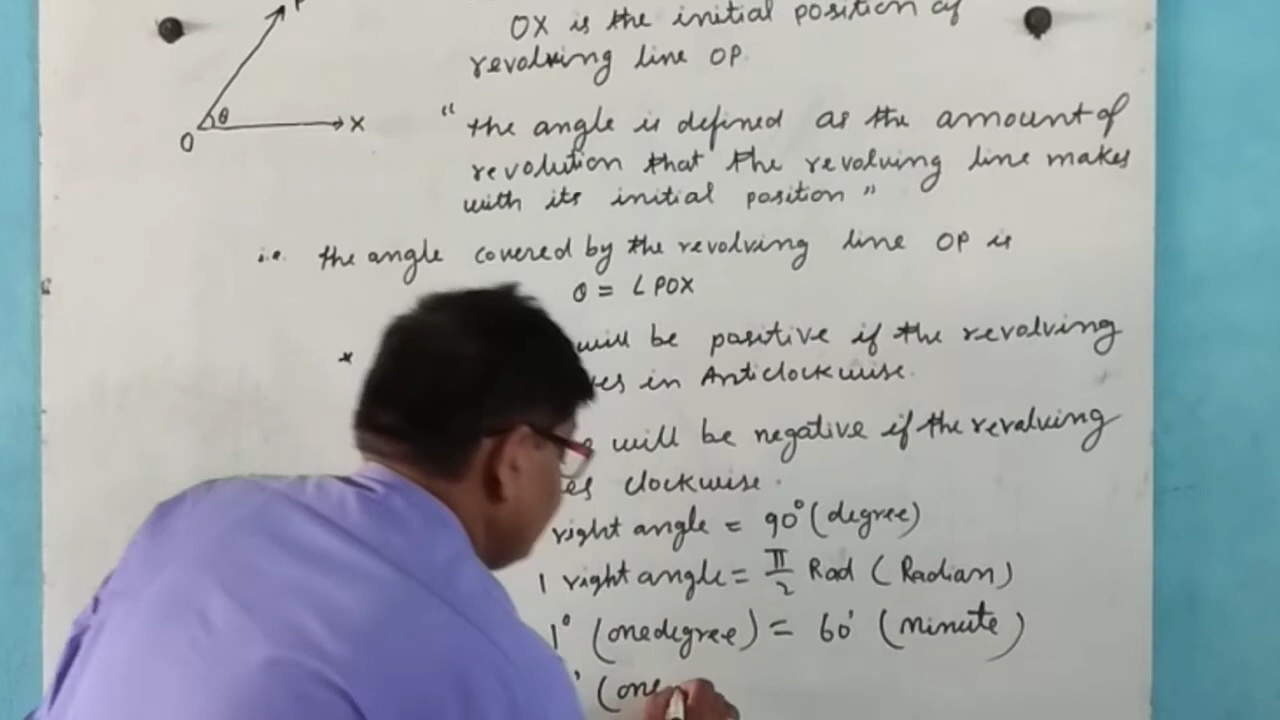 P
OX is the initial position of
revolving line OP.
O θ X
"the angle is defined as the amount of
revolution that the revolving line makes
with its initial position"
i.e. the angle covered by the revolving line OP is
θ = ∠POX
* will be positive if the revolving
in Anticlockwise.
will be negative if the revolving
clockwise.
right angle = 90° (degree)
1 right angle = π/2 Rad (Radian)
1° (one degree) = 60' (minute)
' (one